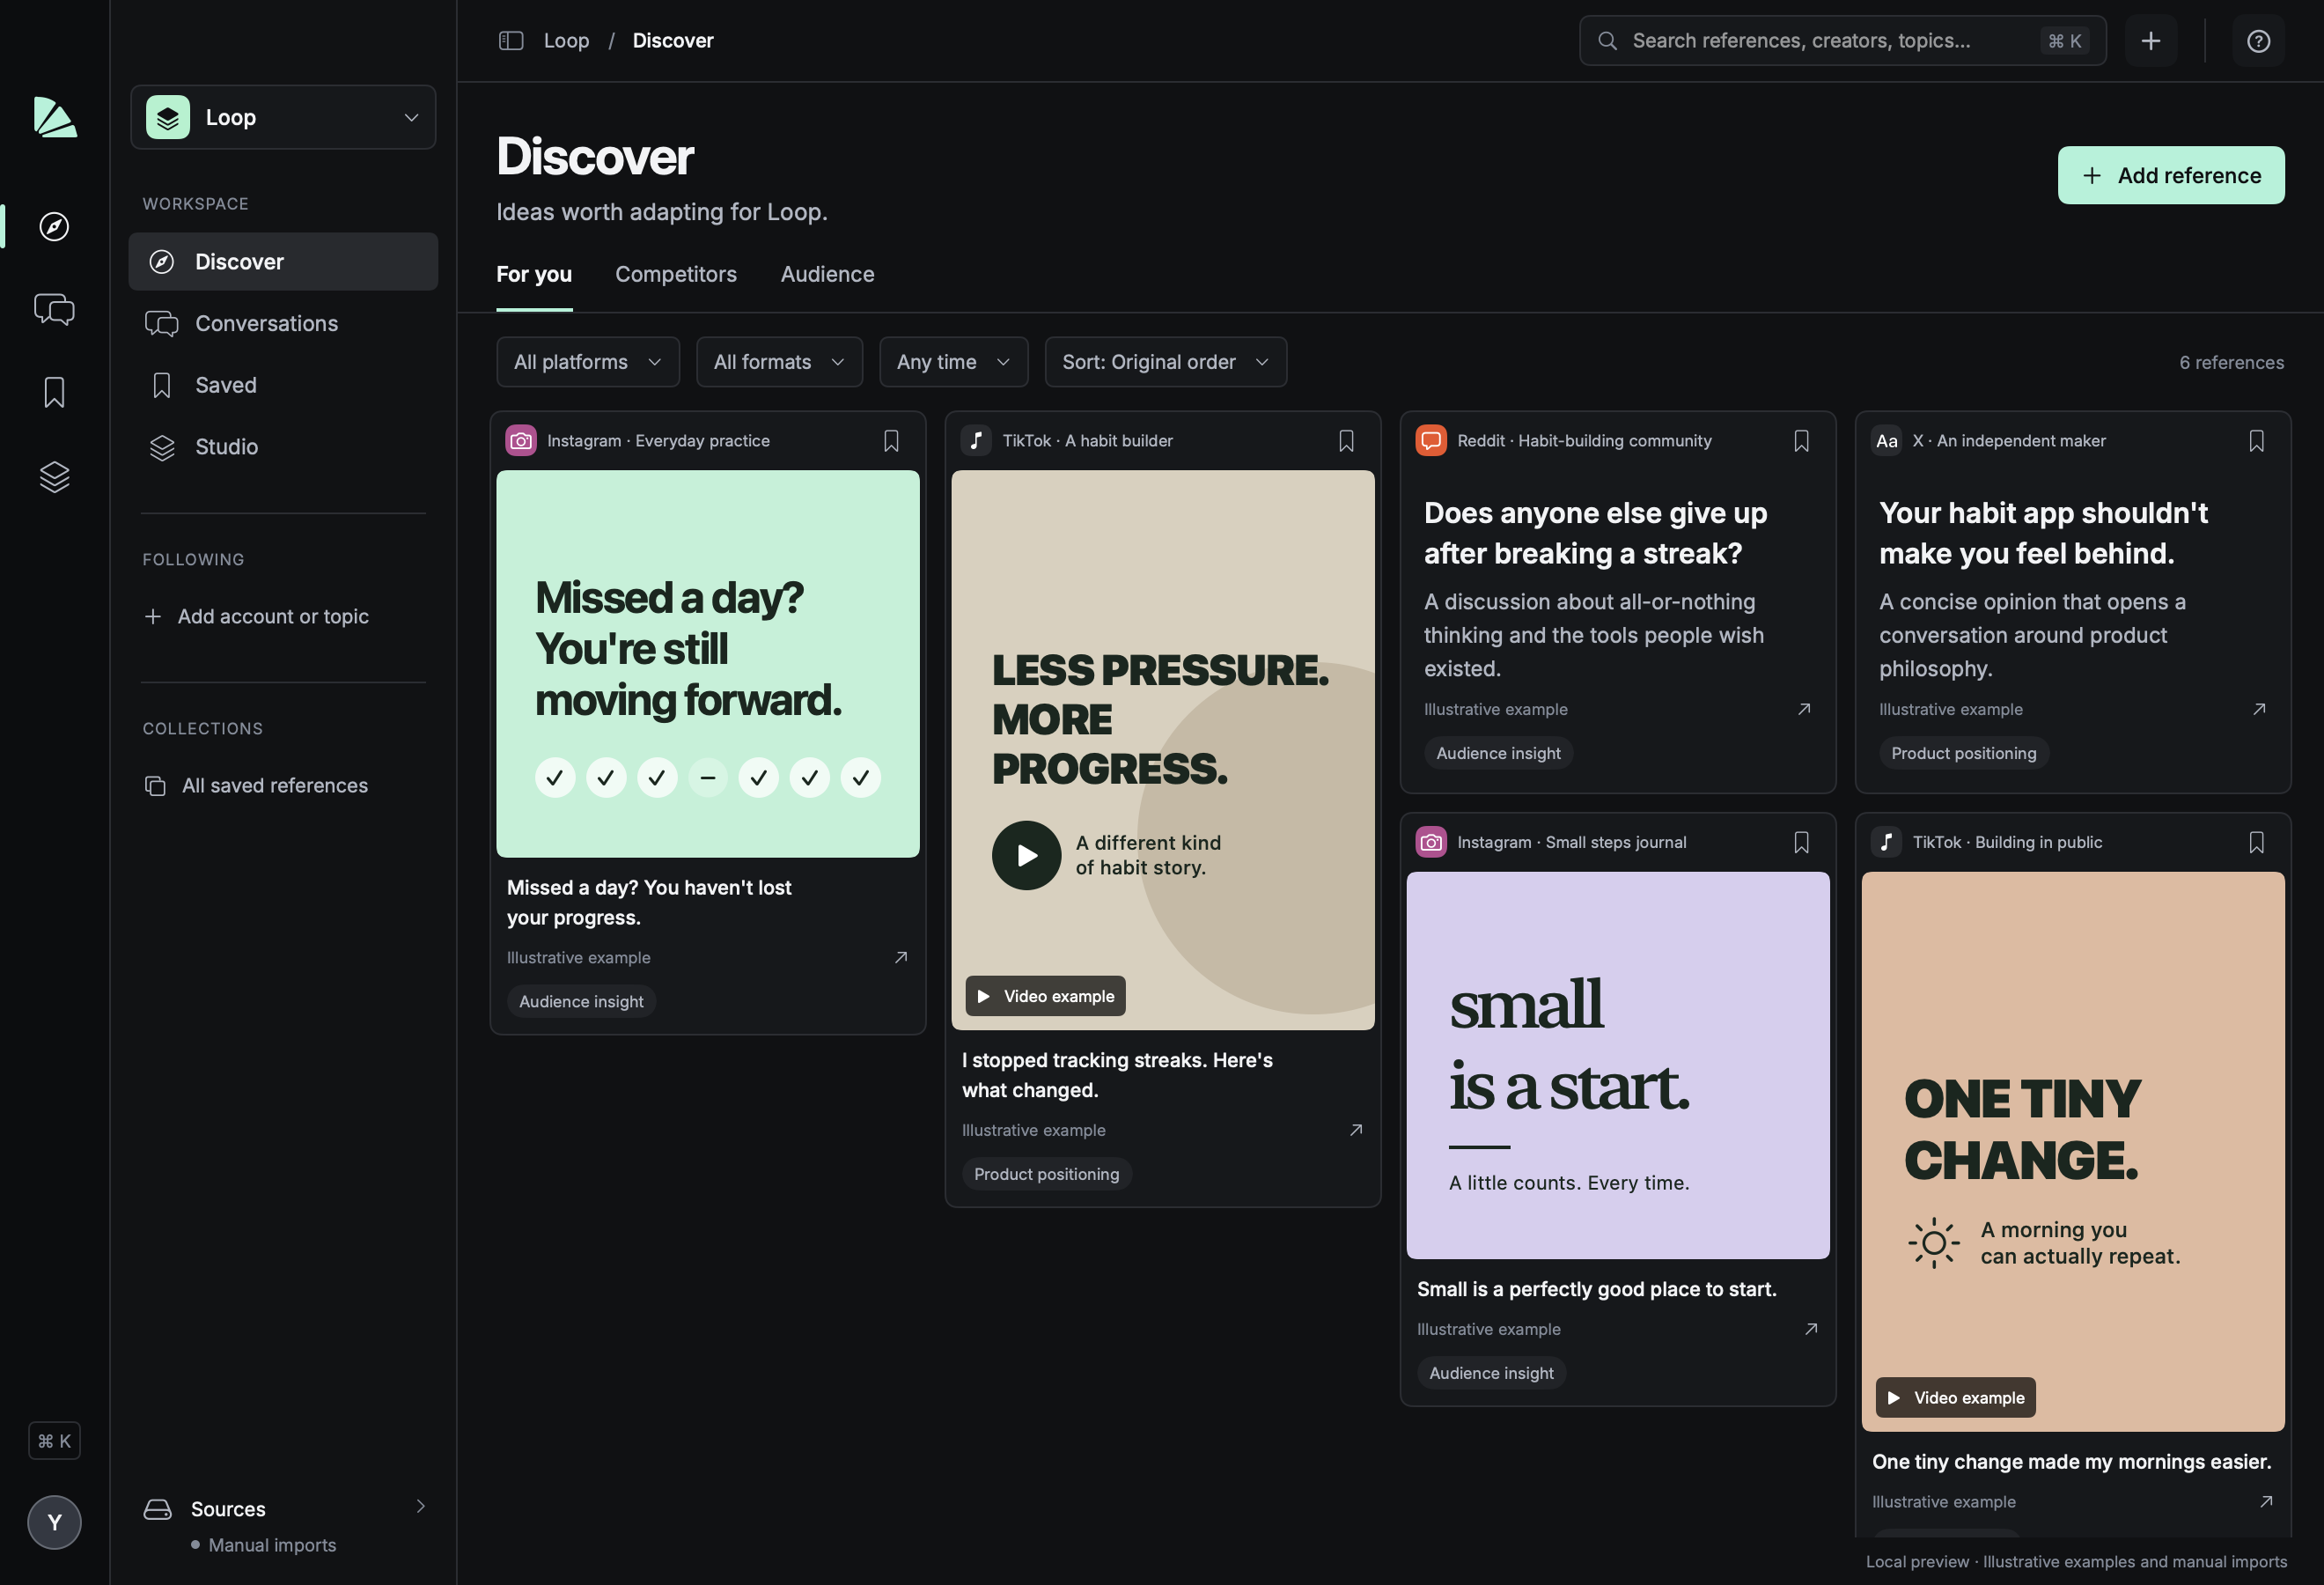 Loop / Discover
Search references, creators, topics...
⌘ K
Loop
WORKSPACE
Discover
Conversations
Saved
Studio
FOLLOWING
Add account or topic
COLLECTIONS
All saved references
⌘ K
Y
Sources
Manual imports
Discover
Ideas worth adapting for Loop.
Add reference
For you
Competitors
Audience
All platforms
All formats
Any time
Sort: Original order
6 references
Instagram · Everyday practice
Missed a day?
You're still
moving forward.
Missed a day? You haven't lost
your progress.
Illustrative example
Audience insight
TikTok · A habit builder
LESS PRESSURE.
MORE
PROGRESS.
A different kind
of habit story.
Video example
I stopped tracking streaks. Here's
what changed.
Illustrative example
Product positioning
Reddit · Habit-building community
Does anyone else give up
after breaking a streak?
A discussion about all-or-nothing
thinking and the tools people wish
existed.
Illustrative example
Audience insight
Aa
X · An independent maker
Your habit app shouldn't
make you feel behind.
A concise opinion that opens a
conversation around product
philosophy.
Illustrative example
Product positioning
Instagram · Small steps journal
small
is a start.
A little counts. Every time.
Small is a perfectly good place to start.
Illustrative example
Audience insight
TikTok · Building in public
ONE TINY
CHANGE.
A morning you
can actually repeat.
Video example
One tiny change made my mornings easier.
Illustrative example
Local preview · Illustrative examples and manual imports